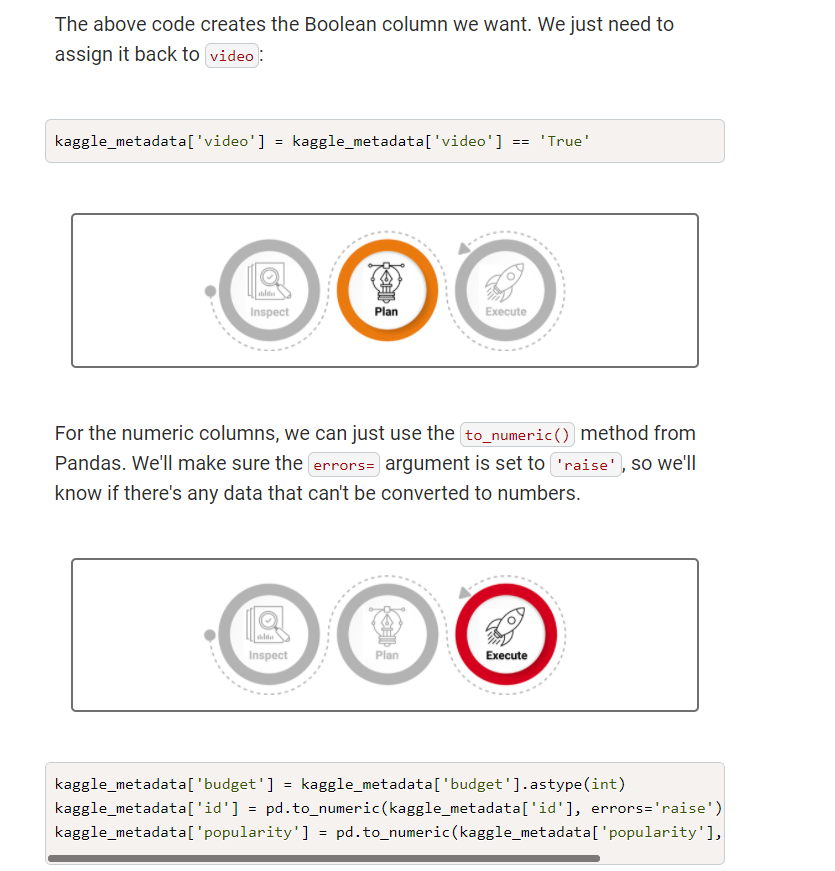 The above code creates the Boolean column we want. We just need to
assign it back to video:
kaggle_metadata['video'] = kaggle_metadata['video'] == 'True'
Inspect
Plan
Execute
For the numeric columns, we can just use the to_numeric() method from
Pandas. We'll make sure the errors= argument is set to 'raise', so we'll
know if there's any data that can't be converted to numbers.
Inspect
Plan
Execute
kaggle_metadata['budget'] = kaggle_metadata['budget'].astype(int)
kaggle_metadata['id'] = pd.to_numeric(kaggle_metadata['id'], errors='raise')
kaggle_metadata['popularity'] = pd.to_numeric(kaggle_metadata['popularity'],